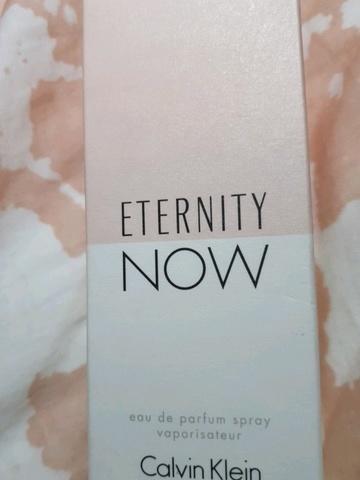 ETERNITY
NOW
eau de parfum spray
vaporisateur
Calvin Klein